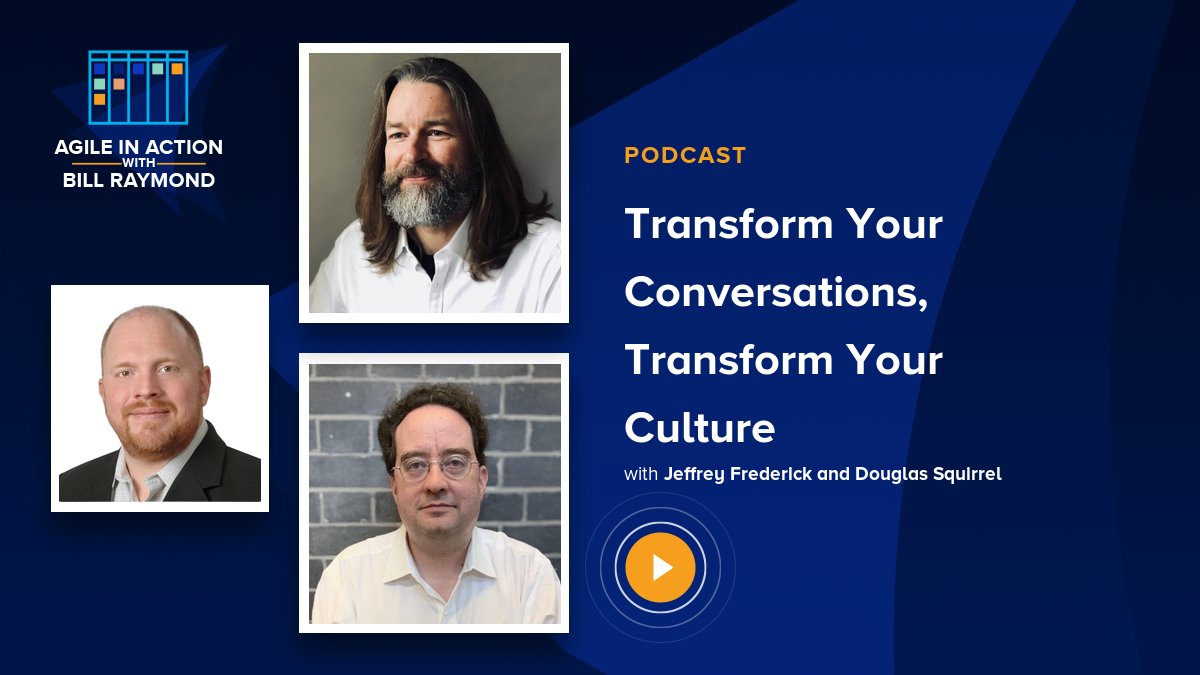 AGILE IN ACTION
WITH
BILL RAYMOND
PODCAST
Transform Your
Conversations,
Transform Your
Culture
with Jeffrey Frederick and Douglas Squirrel